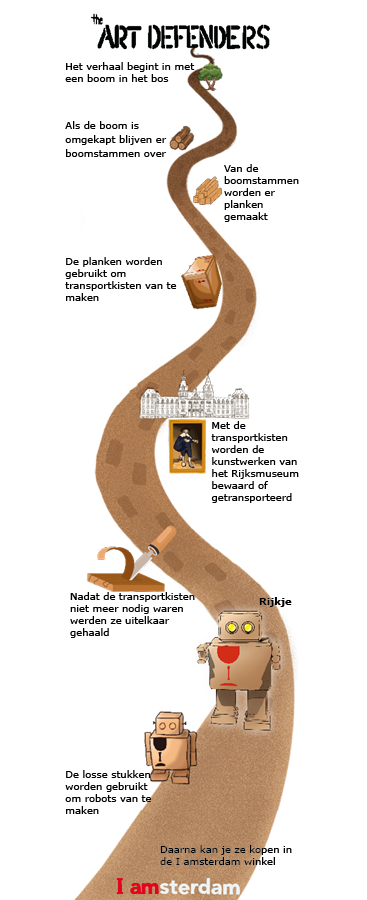 the
ART DEFENDERS
Het verhaal begint in met
een boom in het bos
Als de boom is
omgekapt blijven er
boomstammen over
Van de
boomstammen
worden er
planken
gemaakt
De planken worden
gebruikt om
transportkisten van te
maken
Met de
transportkisten
worden de
kunstwerken van
het Rijksmuseum
bewaard of
getransporteerd
Nadat de transportkisten
niet meer nodig waren
werden ze uitelkaar
gehaald
Rijkje
De losse stukken
worden gebruikt
om robots van te
maken
Daarna kan je ze kopen in
de I amsterdam winkel
I amsterdam